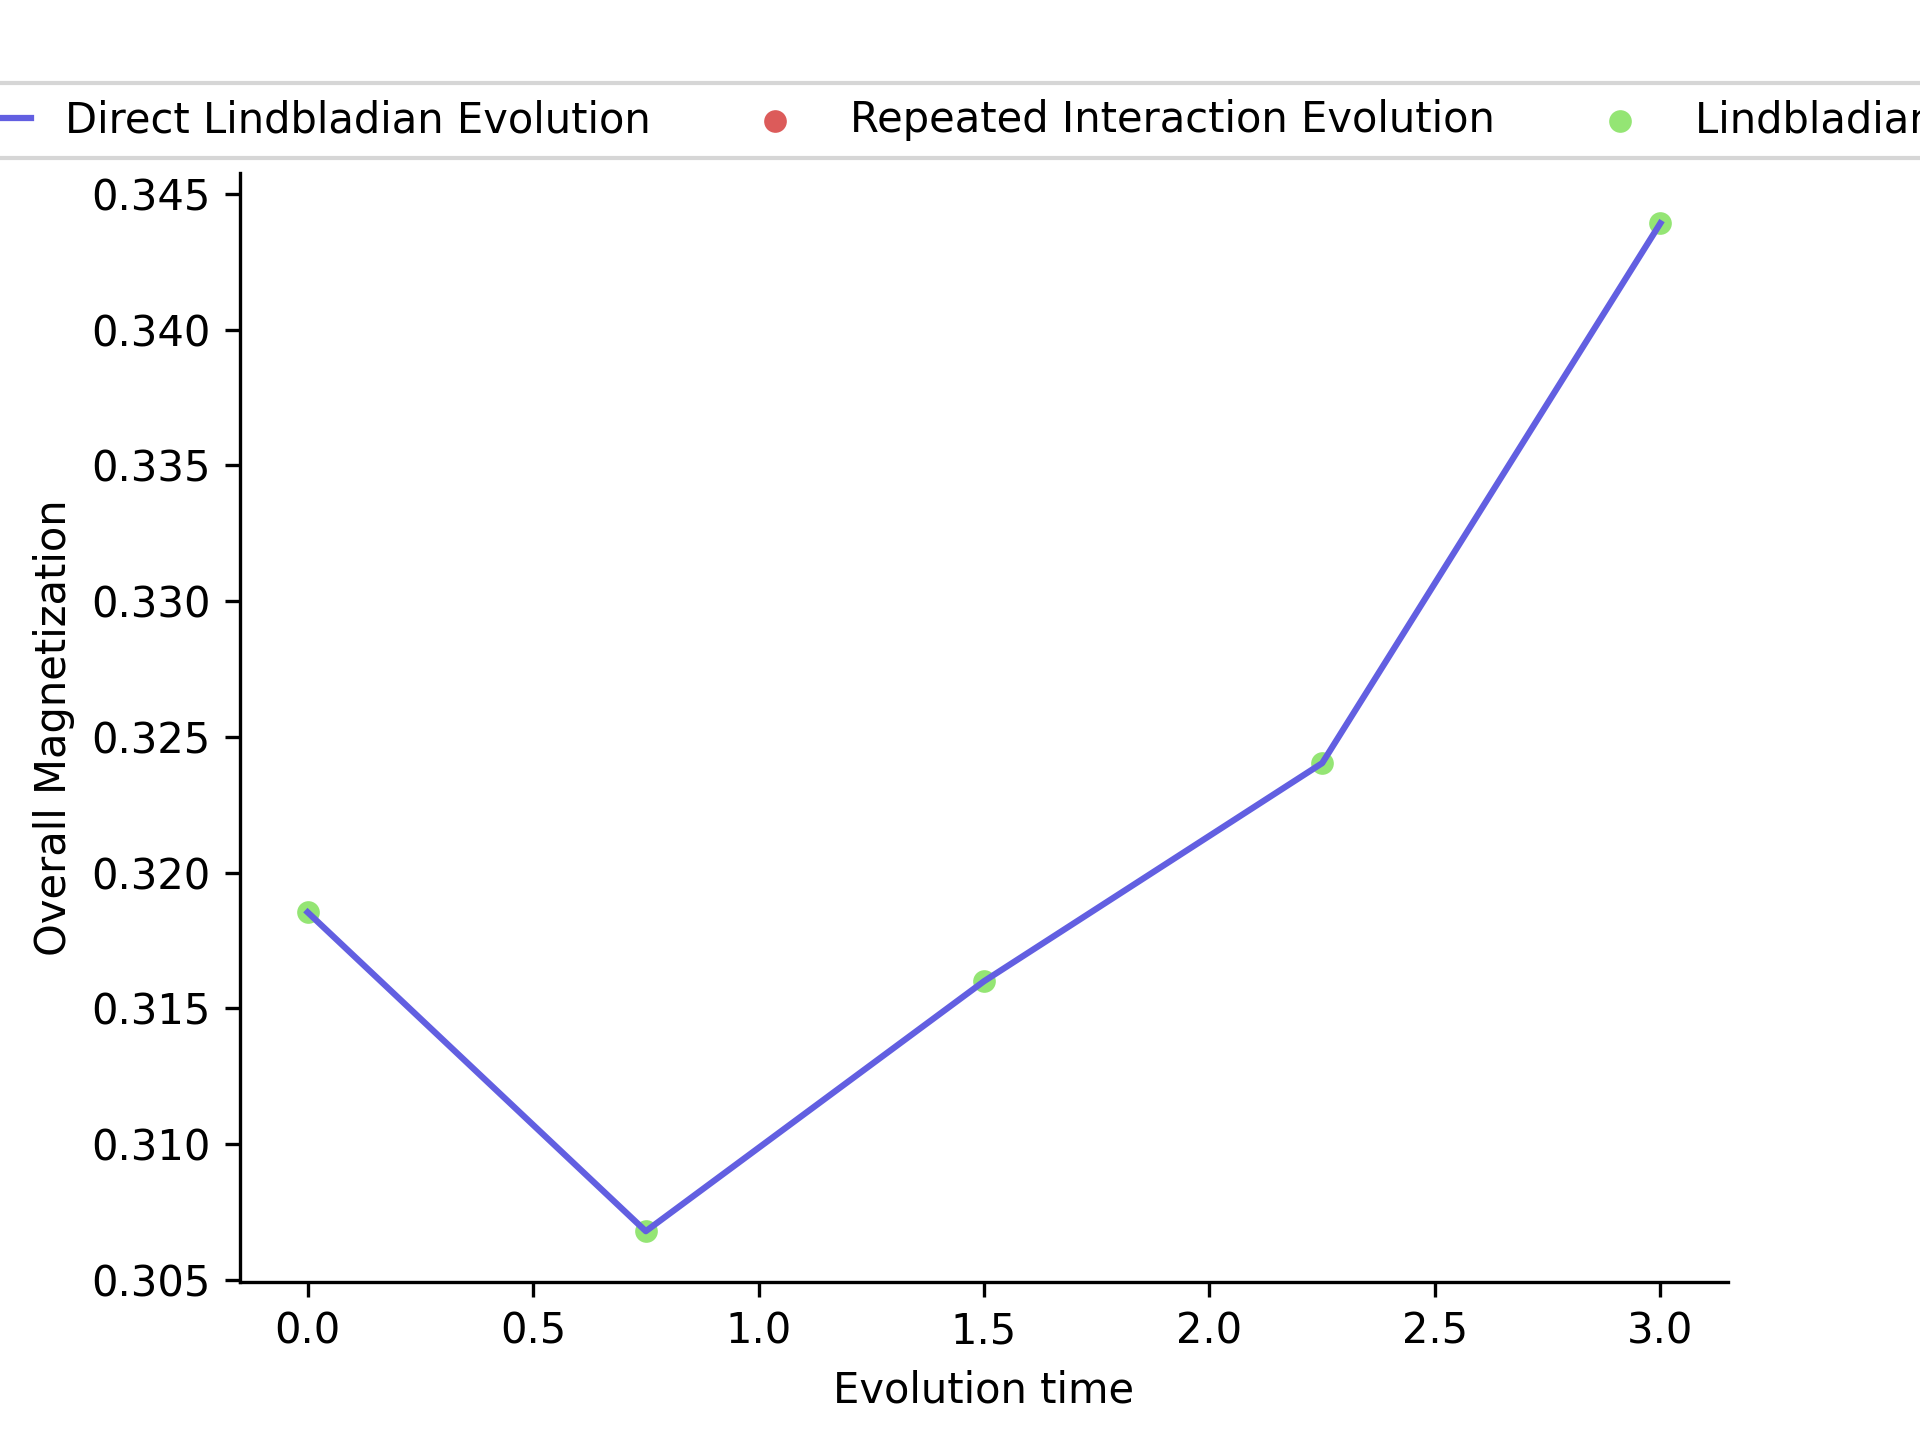 Direct Lindbladian Evolution Repeated Interaction Evolution
0.345
0.340
0.335
0.330
0.325
0.320
0.315
0.310
0.305
Overall Magnetization
0.0 0.5 1.0 1.5 2.0 2.5 3.0
Evolution time